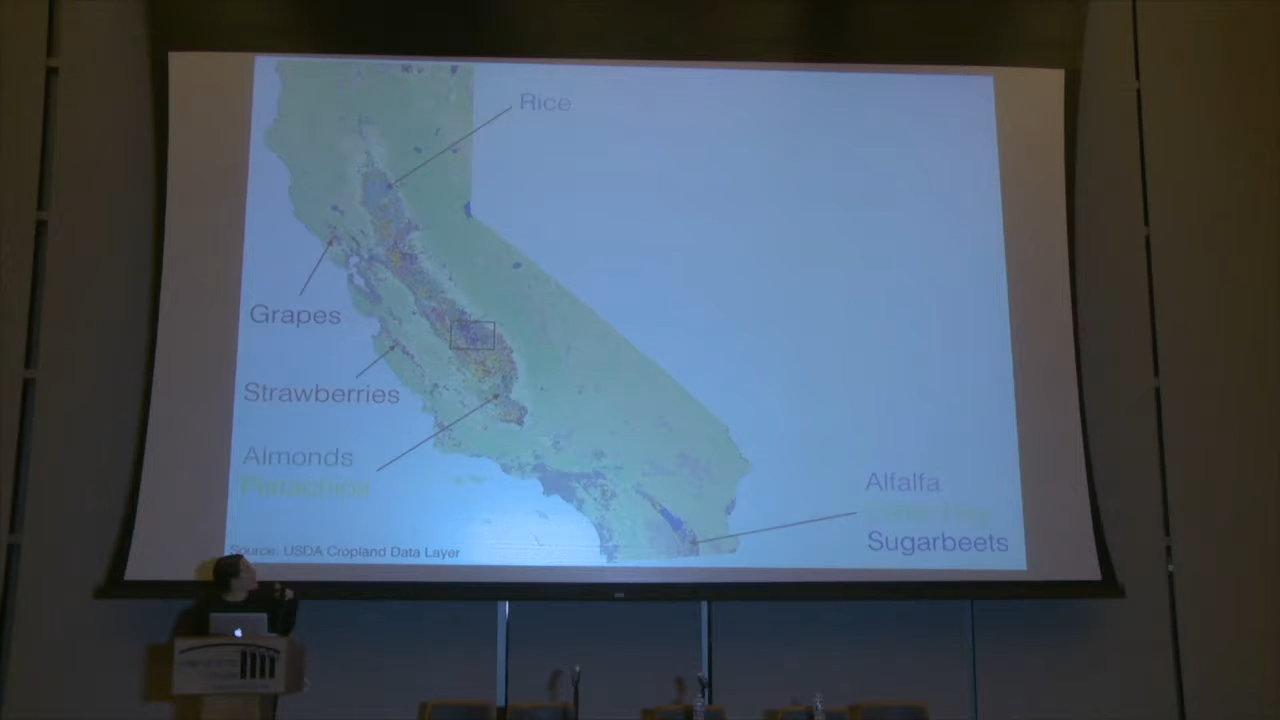 Rice
Grapes
Strawberries
Almonds
Pistachios
Alfalfa
Sugarbeets
Source: USDA Cropland Data Layer